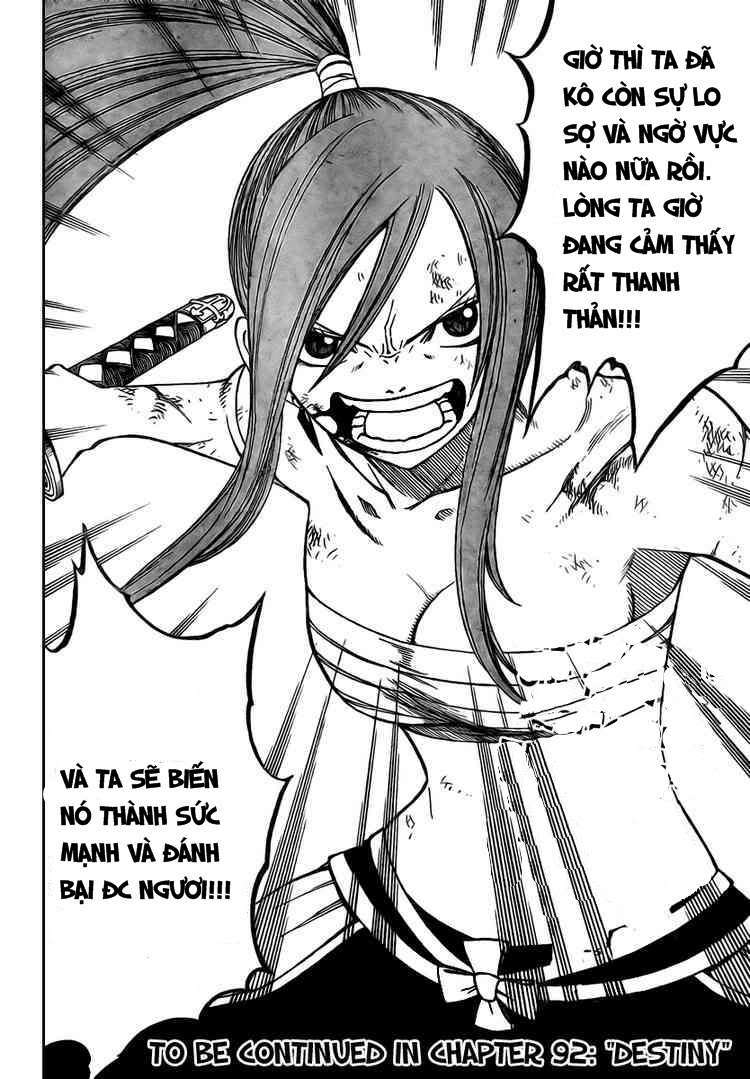 GIỜ THÌ TA ĐÃ
KÔ CÒN SỰ LO
SỢ VÀ NGỜ VỰC
NÀO NỮA RỒI.
LÒNG TA GIỜ
ĐANG CẢM THẤY
RẤT THANH
THẢN!!!
VÀ TA SẼ BIẾN
NÓ THÀNH SỨC
MẠNH VÀ ĐÁNH
BẠI ĐC NGƯƠI!!!
TO BE CONTINUED IN CHAPTER 92: "DESTINY"